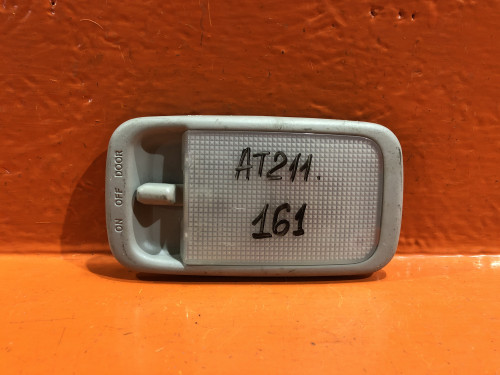 ON OFF DOOR
AT211.
161